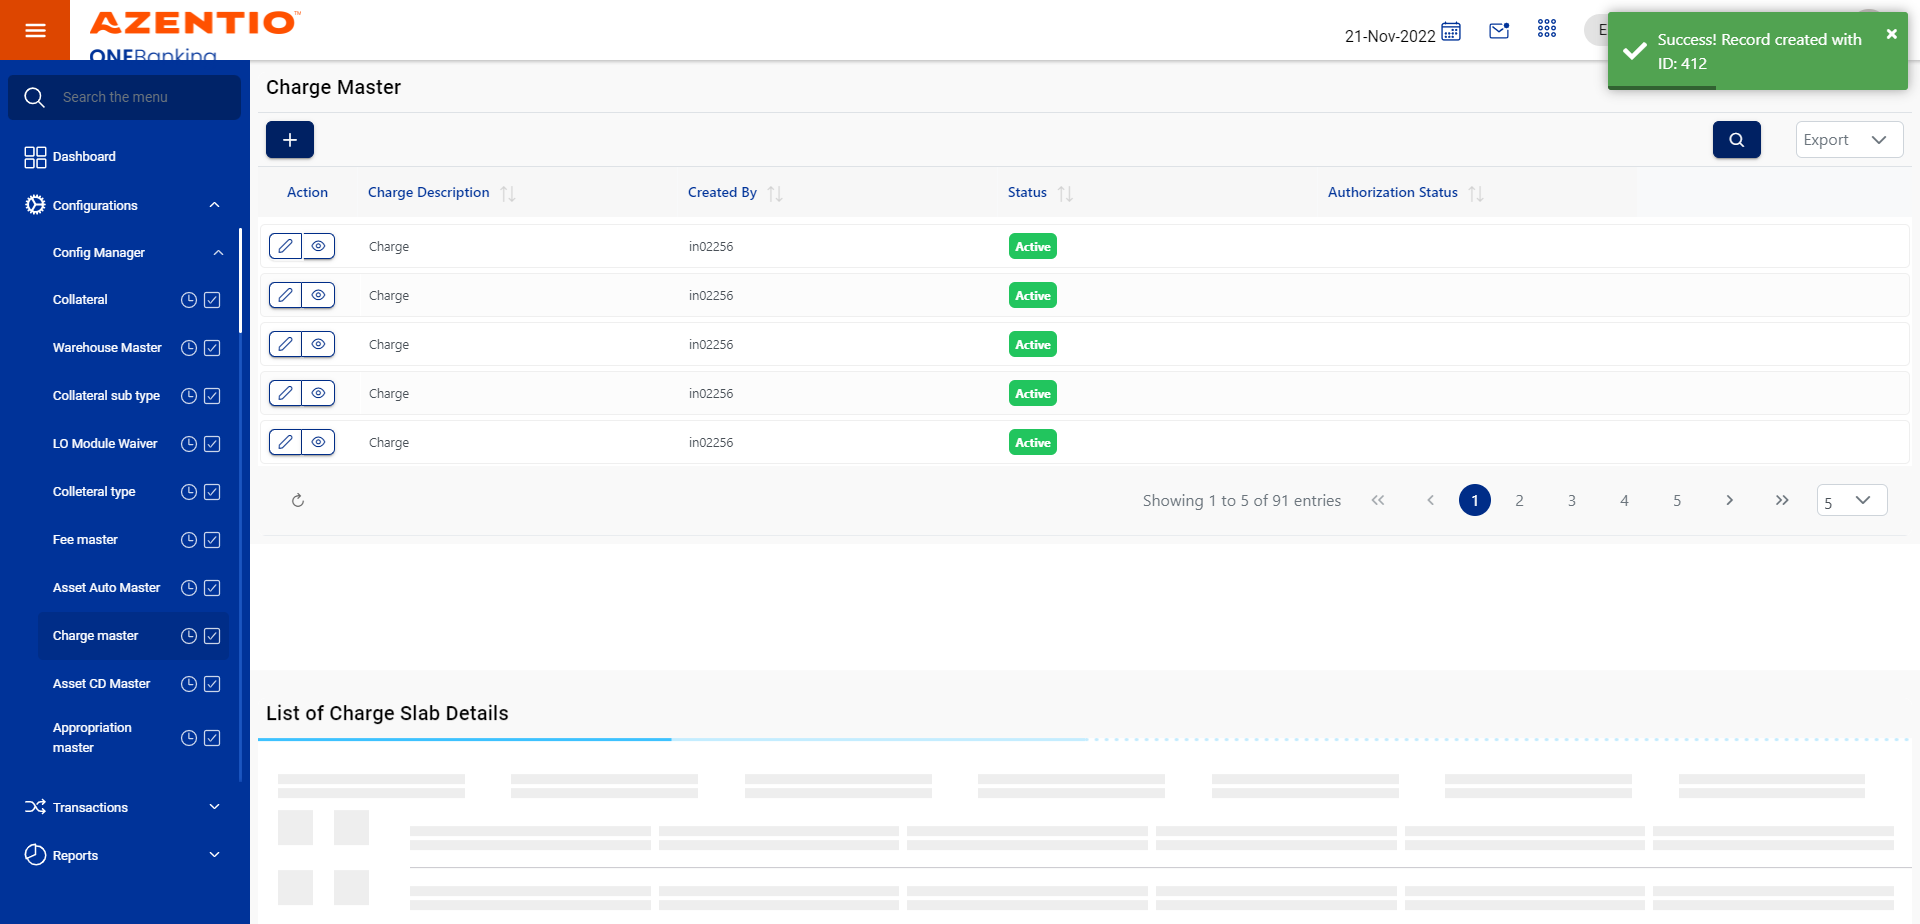 AZENTIO™
ONEBanking
21-Nov-2022
Success! Record created with
ID: 412
Search the menu
Dashboard
Configurations
Config Manager
Collateral
Warehouse Master
Collateral sub type
LO Module Waiver
Colleteral type
Fee master
Asset Auto Master
Charge master
Asset CD Master
Appropriation
master
Transactions
Reports
Charge Master
Export
Action Charge Description Created By Status Authorization Status
Charge in02256 Active
Charge in02256 Active
Charge in02256 Active
Charge in02256 Active
Charge in02256 Active
Showing 1 to 5 of 91 entries 1 2 3 4 5 5
List of Charge Slab Details